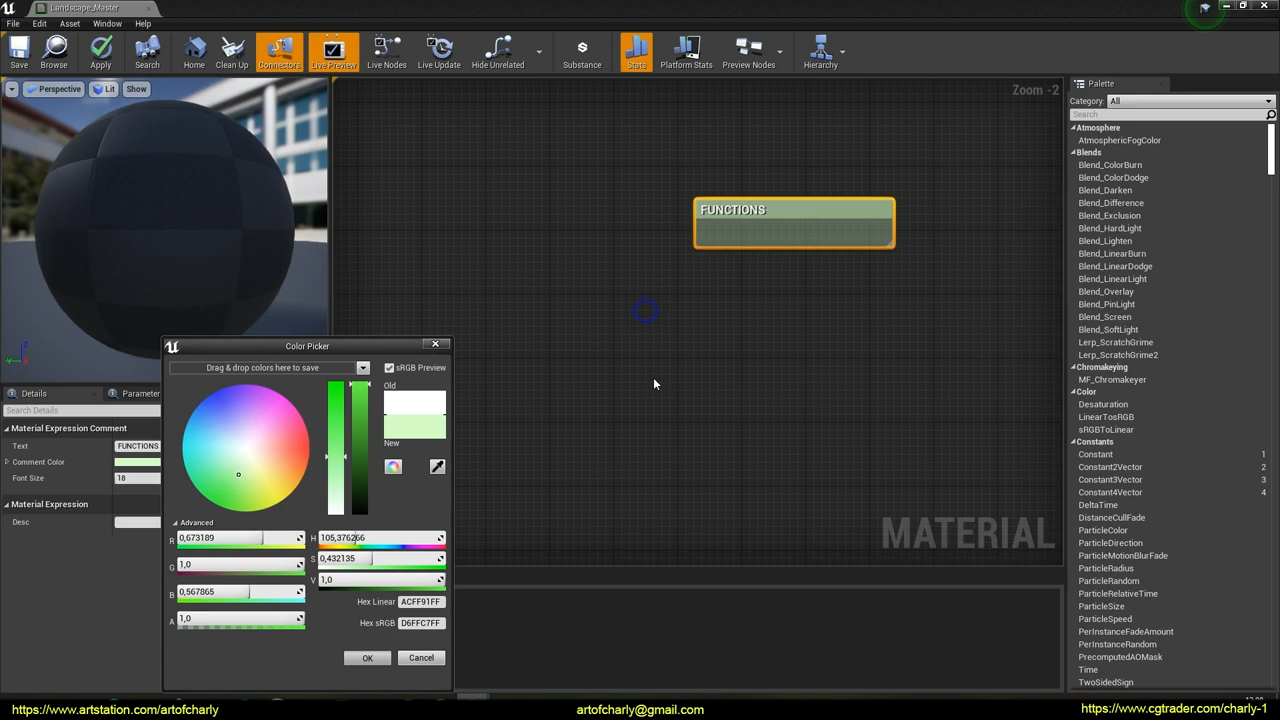 Landscape_Master
File Edit Asset Window Help
Save Browse Apply Search Home Clean Up Connectors Live Preview Live Nodes Live Update Hide Unrelated Substance Stats Platform Stats Preview Nodes Hierarchy
Perspective Lit Show
Zoom -2
FUNCTIONS
MATERIAL
Palette
Category: All
Search
Atmosphere
AtmosphericFogColor
Blends
Blend_ColorBurn
Blend_ColorDodge
Blend_Darken
Blend_Difference
Blend_Exclusion
Blend_HardLight
Blend_Lighten
Blend_LinearBurn
Blend_LinearDodge
Blend_LinearLight
Blend_Overlay
Blend_PinLight
Blend_Screen
Blend_SoftLight
Lerp_ScratchGrime
Lerp_ScratchGrime2
Chromakeying
MF_Chromakeyer
Color
Desaturation
LinearTosRGB
sRGBToLinear
Constants
Constant 1
Constant2Vector 2
Constant3Vector 3
Constant4Vector 4
DeltaTime
DistanceCullFade
ParticleColor
ParticleDirection
ParticleMotionBlurFade
ParticleRadius
ParticleRandom
ParticleRelativeTime
ParticleSize
ParticleSpeed
PerInstanceFadeAmount
PerInstanceRandom
PrecomputedAOMask
Time
TwoSidedSign
Details Parameter
Search Details
Material Expression Comment
Text FUNCTIONS
Comment Color
Font Size 18
Material Expression
Desc
Color Picker
Drag & drop colors here to save
sRGB Preview
Old
New
Advanced
R 0,673189 H 105,376266
G 1,0 S 0,432135
B 0,567865 V 1,0
Hex Linear ACFF91FF
A 1,0 Hex sRGB D6FFC7FF
OK Cancel
https://www.artstation.com/artofcharly artofcharly@gmail.com https://www.cgtrader.com/charly-1